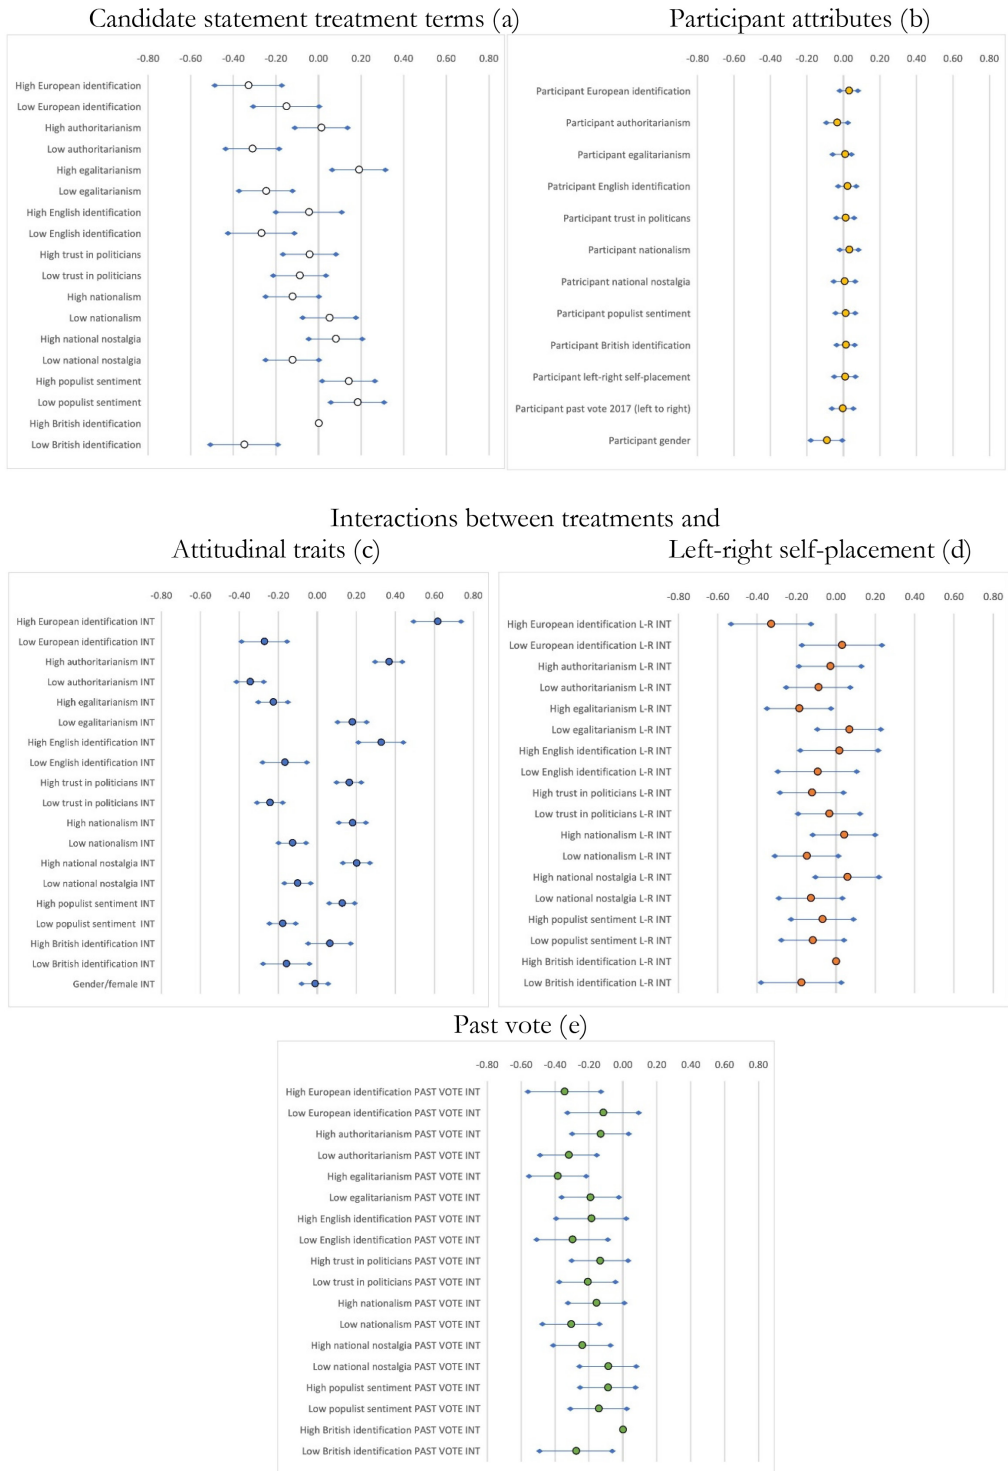 Candidate statement treatment terms (a)
-0.80 -0.60 -0.40 -0.20 0.00 0.20 0.40 0.60 0.80
High European identification
Low European identification
High authoritarianism
Low authoritarianism
High egalitarianism
Low egalitarianism
High English identification
Low English identification
High trust in politicians
Low trust in politicians
High nationalism
Low nationalism
High national nostalgia
Low national nostalgia
High populist sentiment
Low populist sentiment
High British identification
Low British identification
Participant attributes (b)
-0.80 -0.60 -0.40 -0.20 0.00 0.20 0.40 0.60 0.80
Participant European identification
Participant authoritarianism
Participant egalitarianism
Patricipant English identification
Participant trust in politicans
Participant nationalism
Patricipant national nostalgia
Participant populist sentiment
Participant British identification
Participant left-right self-placement
Participant past vote 2017 (left to right)
Participant gender
Interactions between treatments and
Attitudinal traits (c)
-0.80 -0.60 -0.40 -0.20 0.00 0.20 0.40 0.60 0.80
High European identification INT
Low European identification INT
High authoritarianism INT
Low authoritarianism INT
High egalitarianism INT
Low egalitarianism INT
High English identification INT
Low English identification INT
High trust in politicians INT
Low trust in politicians INT
High nationalism INT
Low nationalism INT
High national nostalgia INT
Low national nostalgia INT
High populist sentiment INT
Low populist sentiment INT
High British identification INT
Low British identification INT
Gender/female INT
Left-right self-placement (d)
-0.80 -0.60 -0.40 -0.20 0.00 0.20 0.40 0.60 0.80
High European identification L-R INT
Low European identification L-R INT
High authoritarianism L-R INT
Low authoritarianism L-R INT
High egalitarianism L-R INT
Low egalitarianism L-R INT
High English identification L-R INT
Low English identification L-R INT
High trust in politicians L-R INT
Low trust in politicians L-R INT
High nationalism L-R INT
Low nationalism L-R INT
High national nostalgia L-R INT
Low national nostalgia L-R INT
High populist sentiment L-R INT
Low populist sentiment L-R INT
High British identification L-R INT
Low British identification L-R INT
Past vote (e)
-0.80 -0.60 -0.40 -0.20 0.00 0.20 0.40 0.60 0.80
High European identification PAST VOTE INT
Low European identification PAST VOTE INT
High authoritarianism PAST VOTE INT
Low authoritarianism PAST VOTE INT
High egalitarianism PAST VOTE INT
Low egalitarianism PAST VOTE INT
High English identification PAST VOTE INT
Low English identification PAST VOTE INT
High trust in politicians PAST VOTE INT
Low trust in politicians PAST VOTE INT
High nationalism PAST VOTE INT
Low nationalism PAST VOTE INT
High national nostalgia PAST VOTE INT
Low national nostalgia PAST VOTE INT
High populist sentiment PAST VOTE INT
Low populist sentiment PAST VOTE INT
High British identification PAST VOTE INT
Low British identification PAST VOTE INT